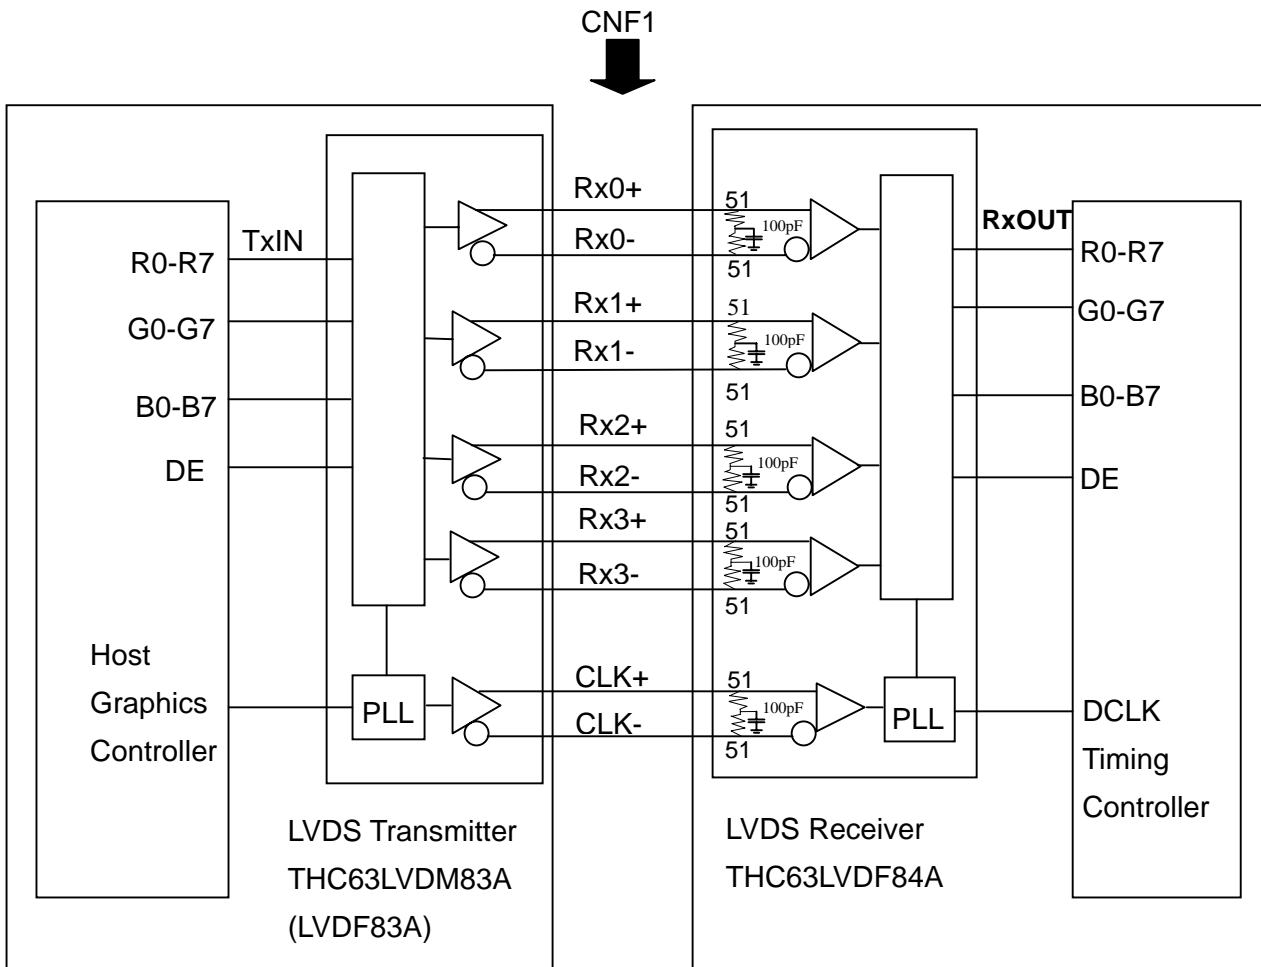 CNF1
TxIN
R0-R7
G0-G7
B0-B7
DE
Host
Graphics
Controller
PLL
LVDS Transmitter
THC63LVDM83A
(LVDF83A)
Rx0+
Rx0-
Rx1+
Rx1-
Rx2+
Rx2-
Rx3+
Rx3-
CLK+
CLK-
51
100pF
51
51
100pF
51
51
100pF
51
51
100pF
51
51
100pF
51
PLL
LVDS Receiver
THC63LVDF84A
RxOUT
R0-R7
G0-G7
B0-B7
DE
DCLK
Timing
Controller